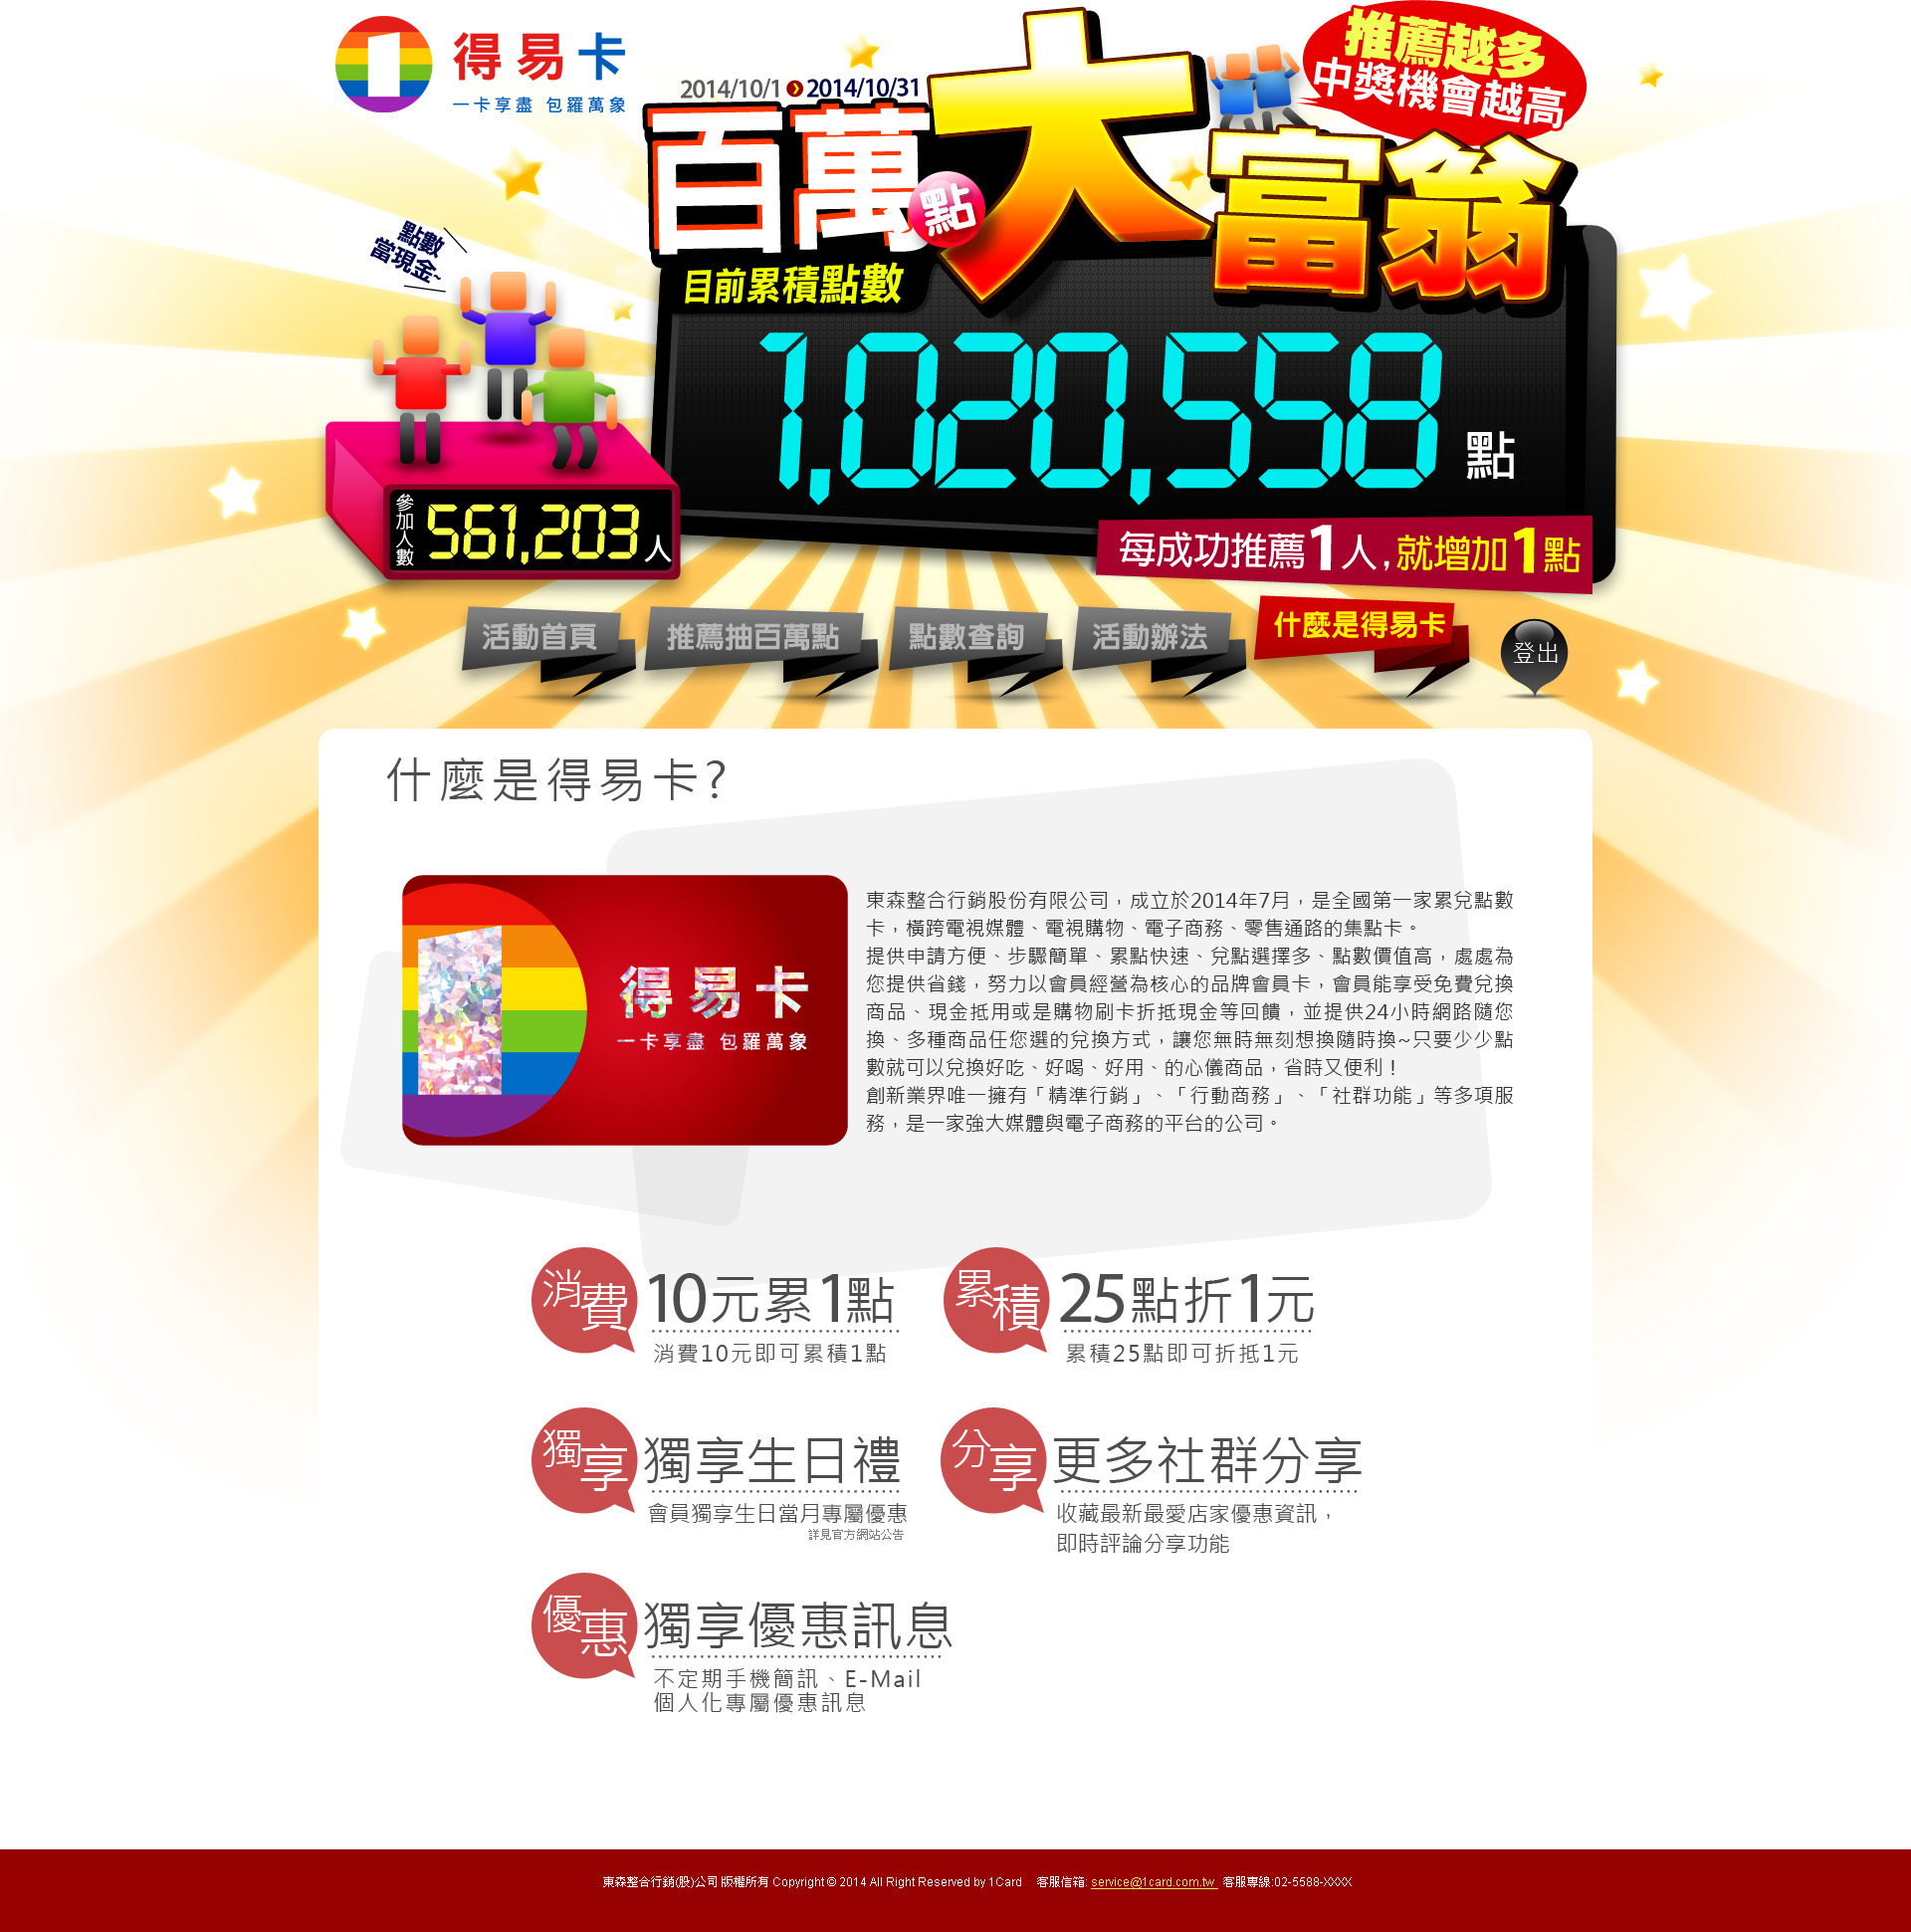 得易卡
一卡享盡 包羅萬象
2014/10/1 2014/10/31
推薦越多
中獎機會越高
百萬點大富翁
點數
當現金~
目前累積點數
1,020,558 點
參加人數 561,203 人
每成功推薦1人,就增加1點
活動首頁 推薦抽百萬點 點數查詢 活動辦法 什麼是得易卡 登出
什麼是得易卡?
得易卡
一卡享盡 包羅萬象
東森整合行銷股份有限公司，成立於2014年7月，是全國第一家累兌點數
卡，橫跨電視媒體、電視購物、電子商務、零售通路的集點卡。
提供申請方便、步驟簡單、累點快速、兌點選擇多、點數價值高，處處為
您提供省錢，努力以會員經營為核心的品牌會員卡，會員能享受免費兌換
商品、現金抵用或是購物刷卡折抵現金等回饋，並提供24小時網路隨您
換、多種商品任您選的兌換方式，讓您無時無刻想換隨時換~只要少少點
數就可以兌換好吃、好喝、好用、的心儀商品，省時又便利！
創新業界唯一擁有「精準行銷」、「行動商務」、「社群功能」等多項服
務，是一家強大媒體與電子商務的平台的公司。
消費 10元累1點
消費10元即可累積1點
累積 25點折1元
累積25點即可折抵1元
獨享 獨享生日禮
會員獨享生日當月專屬優惠
詳見官方網站公告
分享 更多社群分享
收藏最新最愛店家優惠資訊，
即時評論分享功能
優惠 獨享優惠訊息
不定期手機簡訊、E-Mail
個人化專屬優惠訊息
東森整合行銷(股)公司 版權所有 Copyright © 2014 All Right Reserved by 1Card 客服信箱: service@1card.com.tw 客服專線:02-5588-XXXX